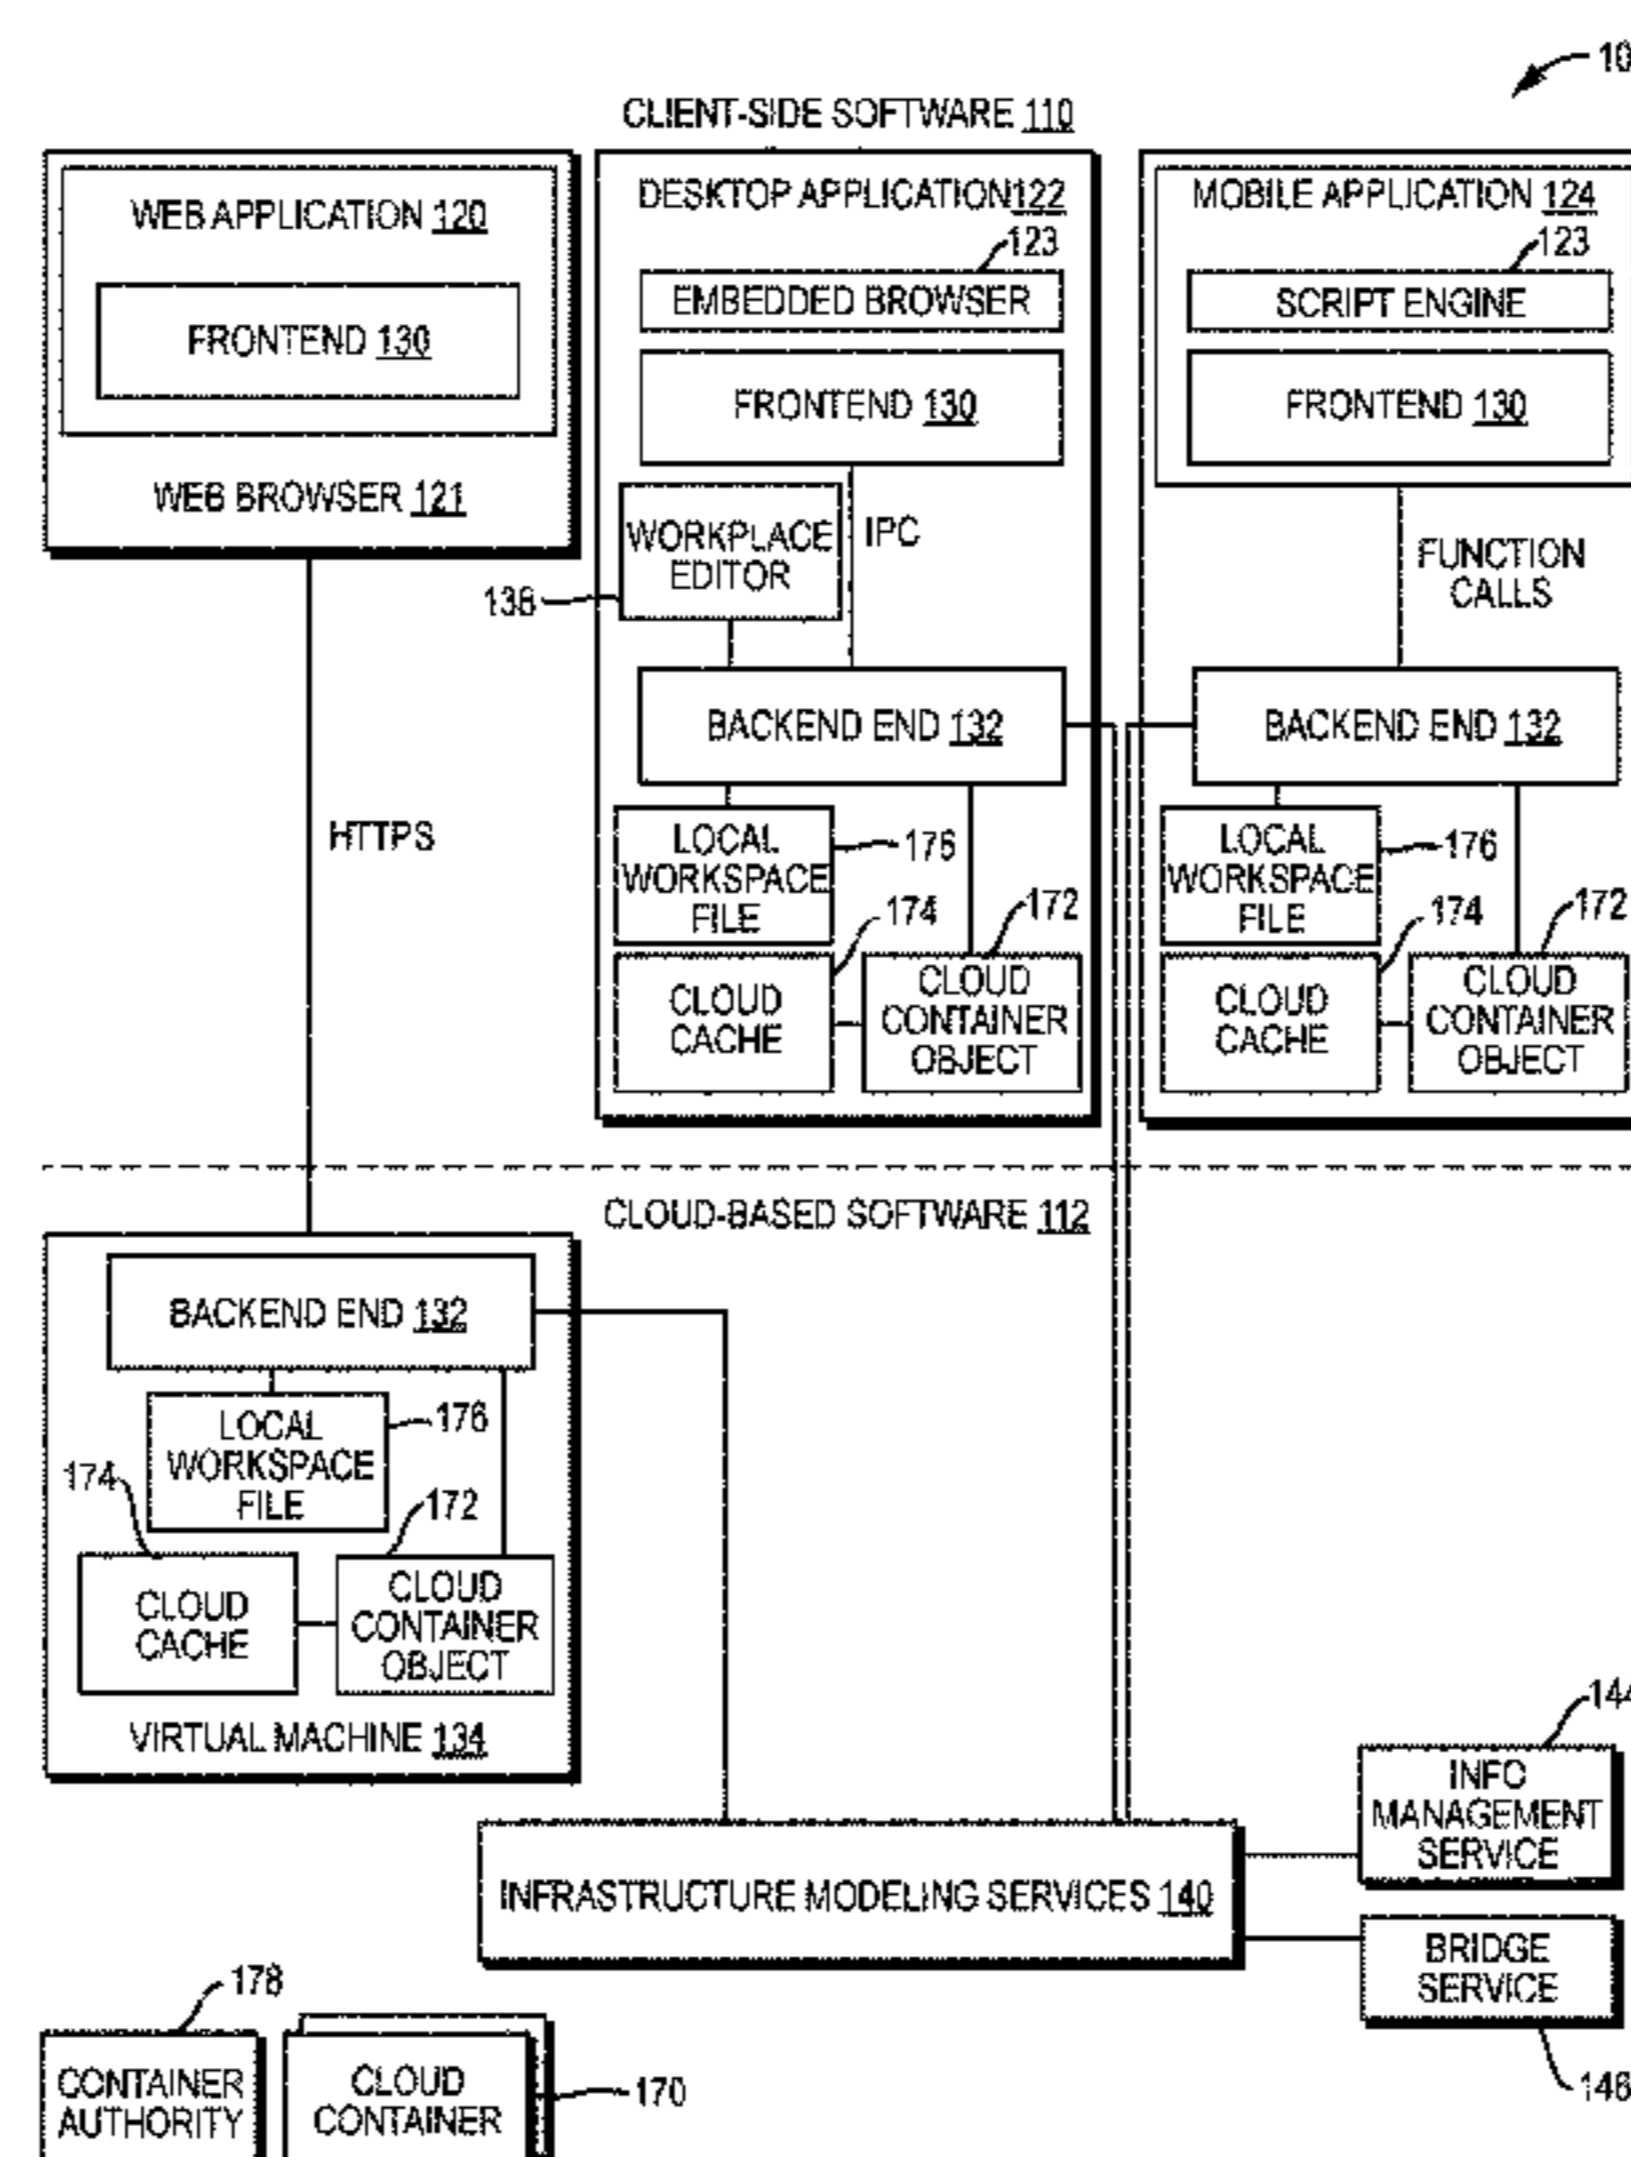 10
CLIENT-SIDE SOFTWARE 110
WEB APPLICATION 120
FRONTEND 130
WEB BROWSER 121
DESKTOP APPLICATION122
123
EMBEDDED BROWSER
FRONTEND 130
WORKPLACE
EDITOR
IPC
138
BACKEND END 132
LOCAL
WORKSPACE
FILE
176
174
172
CLOUD
CACHE
CLOUD
CONTAINER
OBJECT
MOBILE APPLICATION 124
123
SCRIPT ENGINE
FRONTEND 130
FUNCTION
CALLS
BACKEND END 132
LOCAL
WORKSPACE
FILE
176
174
172
CLOUD
CACHE
CLOUD
CONTAINER
OBJECT
HTTPS
CLOUD-BASED SOFTWARE 112
BACKEND END 132
LOCAL
WORKSPACE
FILE
176
174
172
CLOUD
CACHE
CLOUD
CONTAINER
OBJECT
VIRTUAL MACHINE 134
INFRASTRUCTURE MODELING SERVICES 140
144
INFO
MANAGEMENT
SERVICE
BRIDGE
SERVICE
146
178
CONTAINER
AUTHORITY
CLOUD
CONTAINER
170